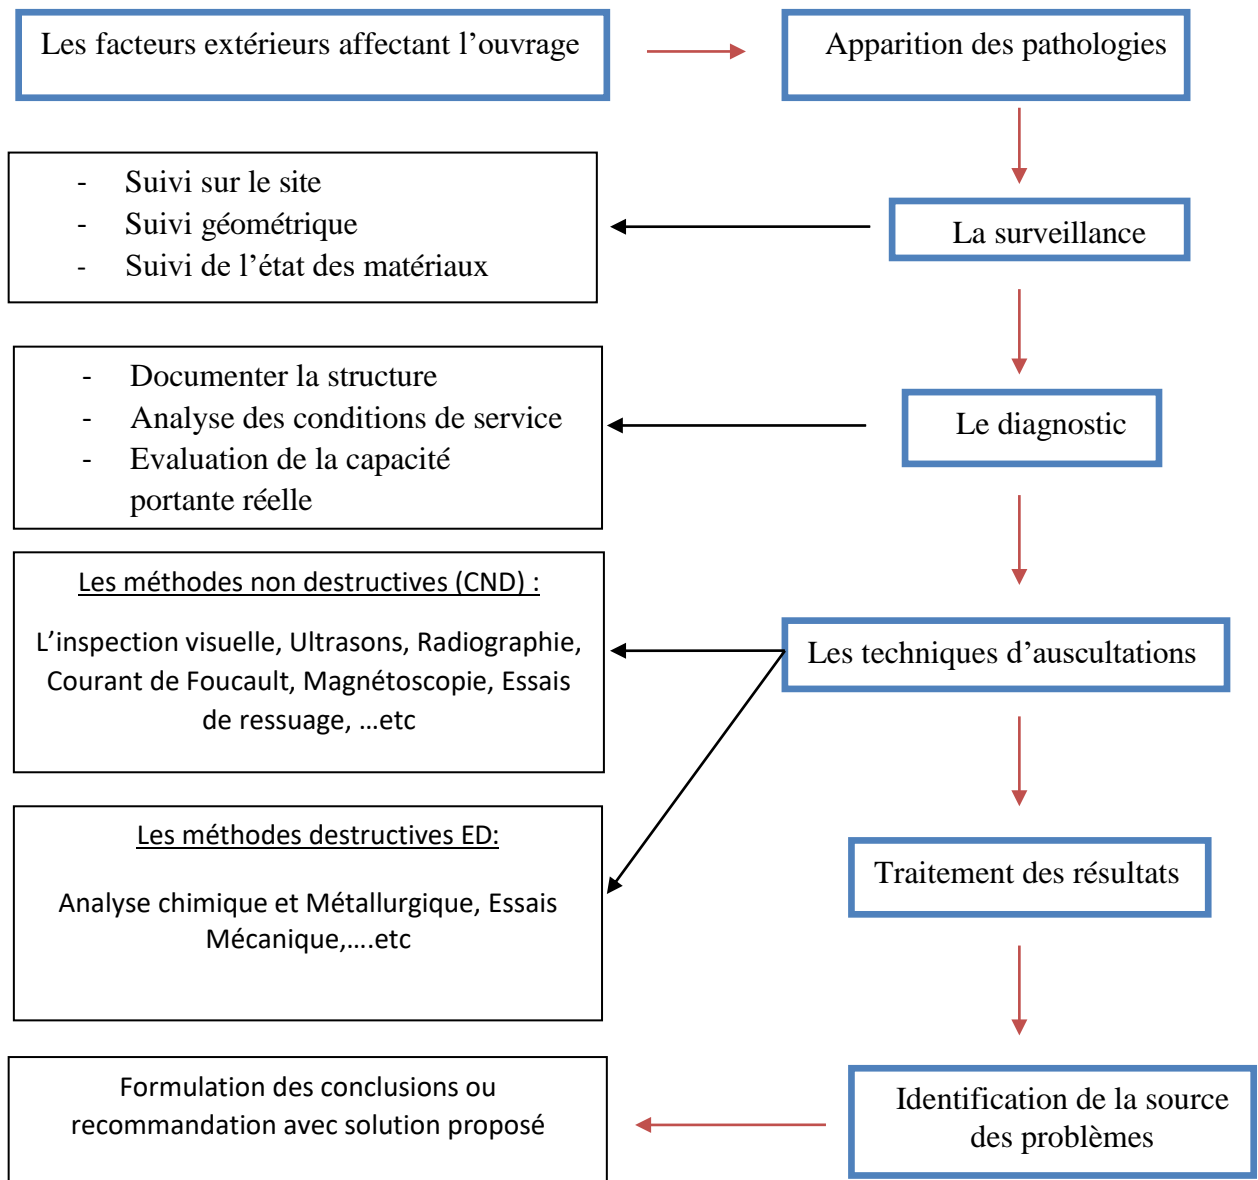 Les facteurs extérieurs affectant l’ouvrage
Apparition des pathologies
- Suivi sur le site
- Suivi géométrique
- Suivi de l’état des matériaux
La surveillance
- Documenter la structure
- Analyse des conditions de service
- Evaluation de la capacité
portante réelle
Le diagnostic
Les méthodes non destructives (CND) :
L’inspection visuelle, Ultrasons, Radiographie,
Courant de Foucault, Magnétoscopie, Essais
de ressuage, …etc
Les techniques d’auscultations
Les méthodes destructives ED:
Analyse chimique et Métallurgique, Essais
Mécanique,….etc
Traitement des résultats
Identification de la source
des problèmes
Formulation des conclusions ou
recommandation avec solution proposé